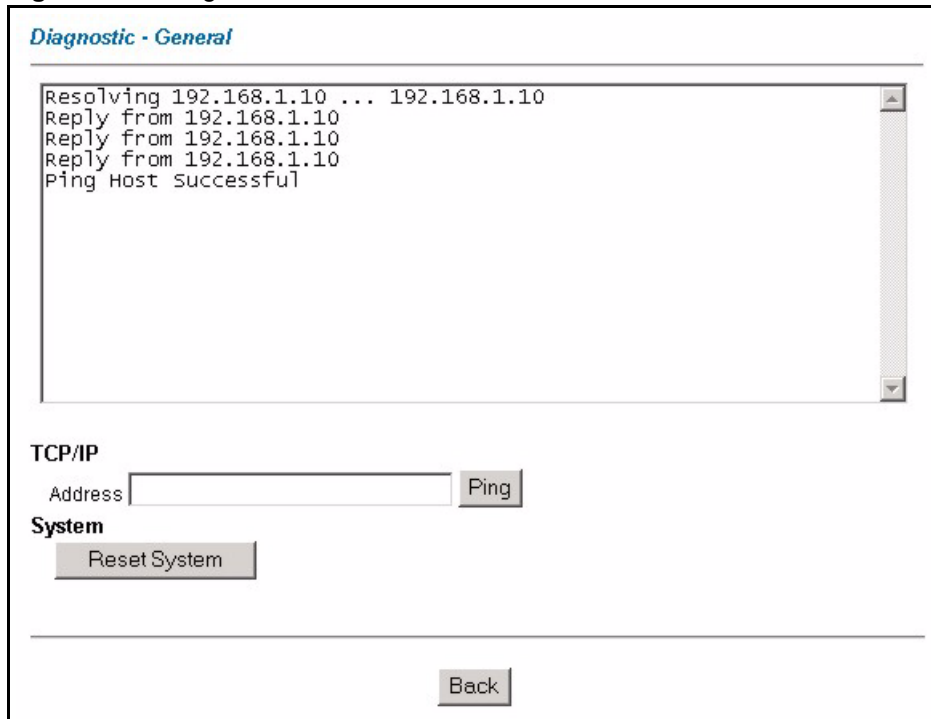 Diagnostic - General
Resolving 192.168.1.10 ... 192.168.1.10
Reply from 192.168.1.10
Reply from 192.168.1.10
Reply from 192.168.1.10
Ping Host Successful
TCP/IP
Address
Ping
System
Reset System
Back